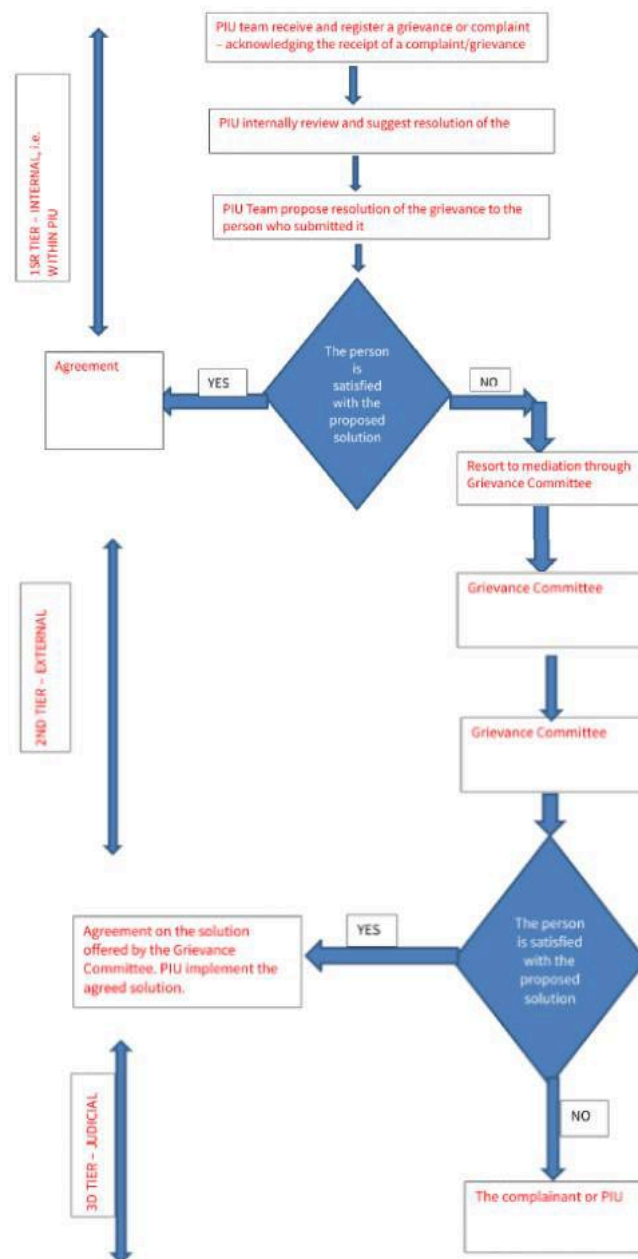 PIU team receive and register a grievance or complaint
– acknowledging the receipt of a complaint/grievance
PIU internally review and suggest resolution of the
PIU Team propose resolution of the grievance to the
person who submitted it
1SR TIER – INTERNAL, i.e.
WITHIN PIU
The person
is
satisfied
with the
proposed
solution
YES
NO
Agreement
Resort to mediation through
Grievance Committee
Grievance Committee
2ND TIER – EXTERNAL
Grievance Committee
The person
is satisfied
with the
proposed
solution
YES
Agreement on the solution
offered by the Grievance
Committee. PIU implement the
agreed solution.
NO
3D TIER – JUDICIAL
The complainant or PIU